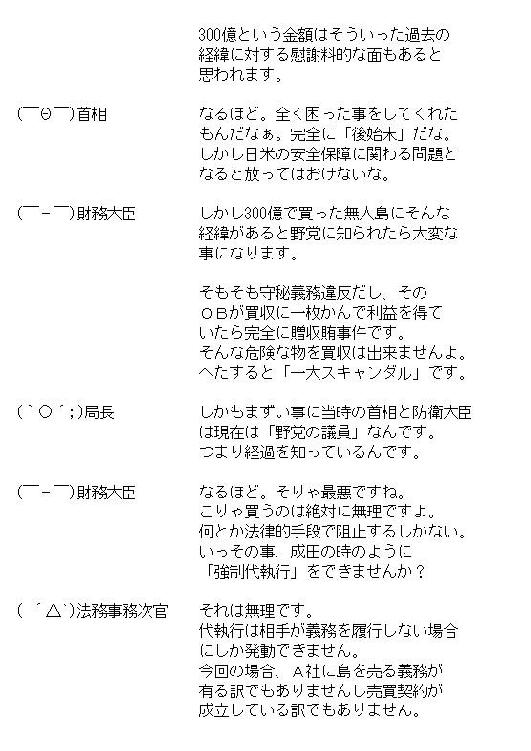 300億という金額はそういった過去の
経緯に対する慰謝料的な面もあると
思われます。
(￣Θ￣)首相 なるほど。全く困った事をしてくれた
もんだなぁ。完全に「後始末」だな。
しかし日米の安全保障に関わる問題と
なると放ってはおけないな。
(￣－￣)財務大臣 しかし300億で買った無人島にそんな
経緯があると野党に知られたら大変な
事になります。
そもそも守秘義務違反だし、その
ＯＢが買収に一枚かんで利益を得て
いたら完全に贈収賄事件です。
そんな危険な物を買収は出来ませんよ。
へたすると「一大スキャンダル」です。
(｀○´;)局長 しかもまずい事に当時の首相と防衛大臣
は現在は「野党の議員」なんです。
つまり経過を知っているんです。
(￣－￣)財務大臣 なるほど。そりゃ最悪ですね。
こりゃ買うのは絶対に無理ですよ。
何とか法律的手段で阻止するしかない。
いっその事、成田の時のように
「強制代執行」をできませんか？
( ´△`)法務事務次官 それは無理です。
代執行は相手が義務を履行しない場合
にしか発動できません。
今回の場合、Ａ社に島を売る義務が
有る訳でもありませんし売買契約が
成立している訳でもありません。